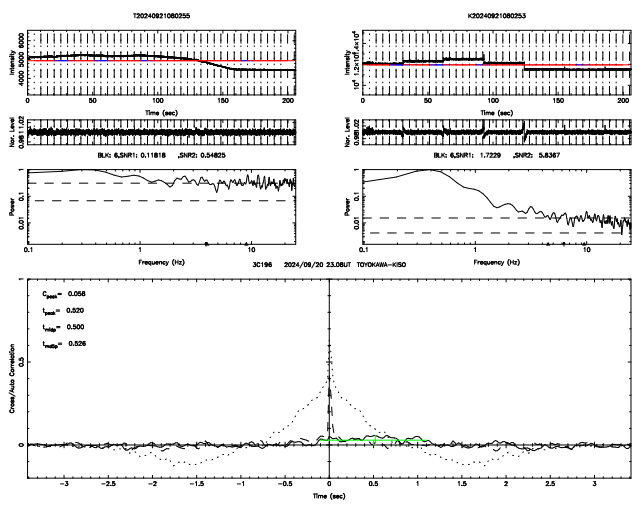 T20240921080255
K20240921080253
Intensity
4000 5000 6000
0 50 100 150 200
Time (sec)
Intensity
10⁴ 1.2×10⁴ 1.4×10⁴
0 50 100 150 200
Time (sec)
Nor. Level
0.98 1 1.02
Nor. Level
0.98 1 1.02
BLK: 6,SNR1: 0.11818 ,SNR2: 0.54825
BLK: 6,SNR1: 1.7229 ,SNR2: 5.8367
Power
0.01 0.1 1
0.1 1 10
Frequency (Hz)
Power
0.01 0.1 1
0.1 1 10
Frequency (Hz)
3C196 2024/09/20 23.08UT TOYOKAWA-KISO
Cross/Auto Correlation
0 0.5 1
C_peak= 0.058
t_peak= 0.520
t_midp= 0.500
-3 -2.5 -2 -1.5 -1 -0.5 0 0.5 1 1.5 2 2.5 3
Time (sec)